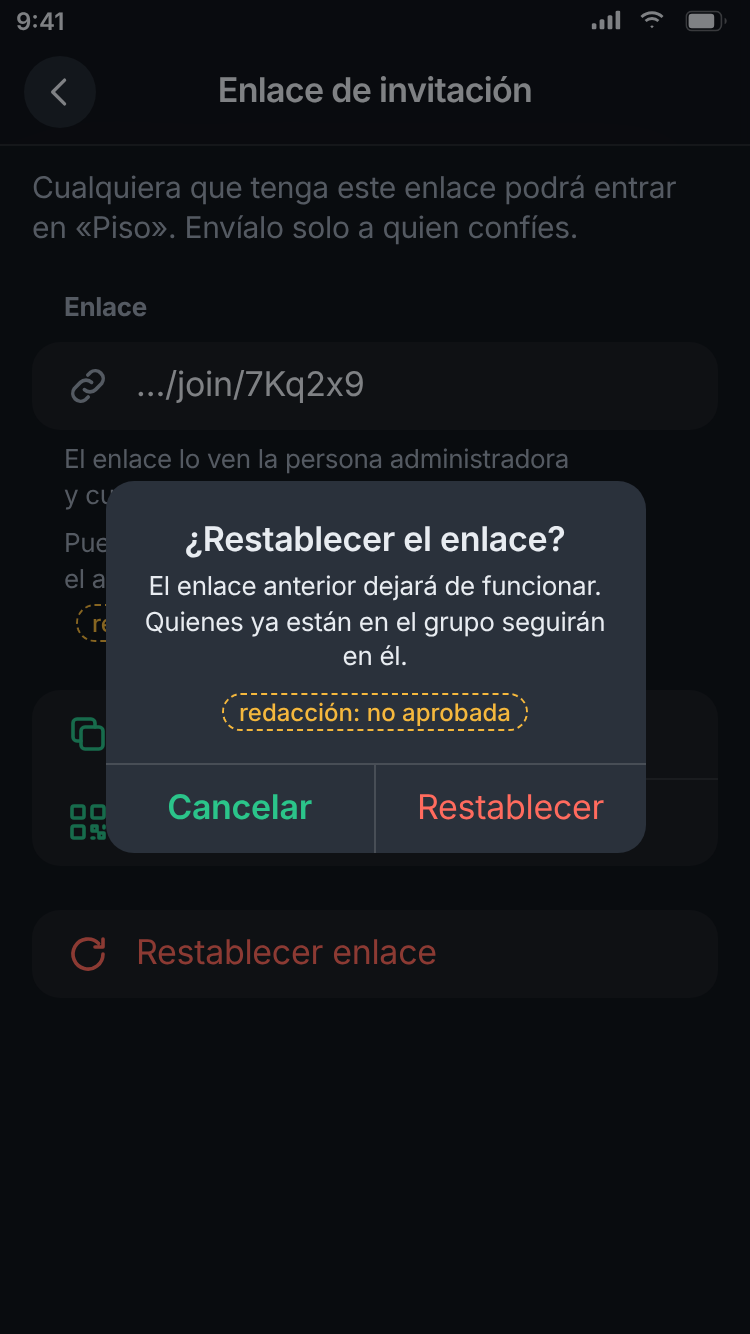 9:41
Enlace de invitación
Cualquiera que tenga este enlace podrá entrar
en «Piso». Envíalo solo a quien confíes.
Enlace
.../join/7Kq2x9
El enlace lo ven la persona administradora
y
¿Restablecer el enlace?
El enlace anterior dejará de funcionar.
Quienes ya están en el grupo seguirán
en él.
redacción: no aprobada
Cancelar
Restablecer
Restablecer enlace